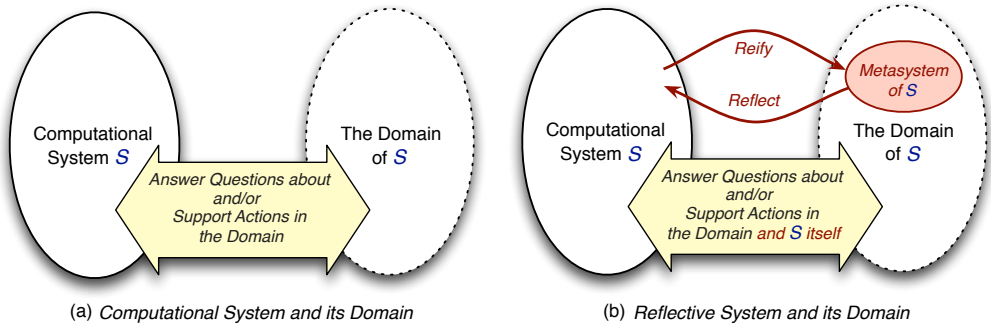 Computational
System S
The Domain
of S
Answer Questions about
and/or
Support Actions in
the Domain
(a) Computational System and its Domain
Reify
Reflect
Metasystem
of S
Computational
System S
The Domain
of S
Answer Questions about
and/or
Support Actions in
the Domain and S itself
(b) Reflective System and its Domain